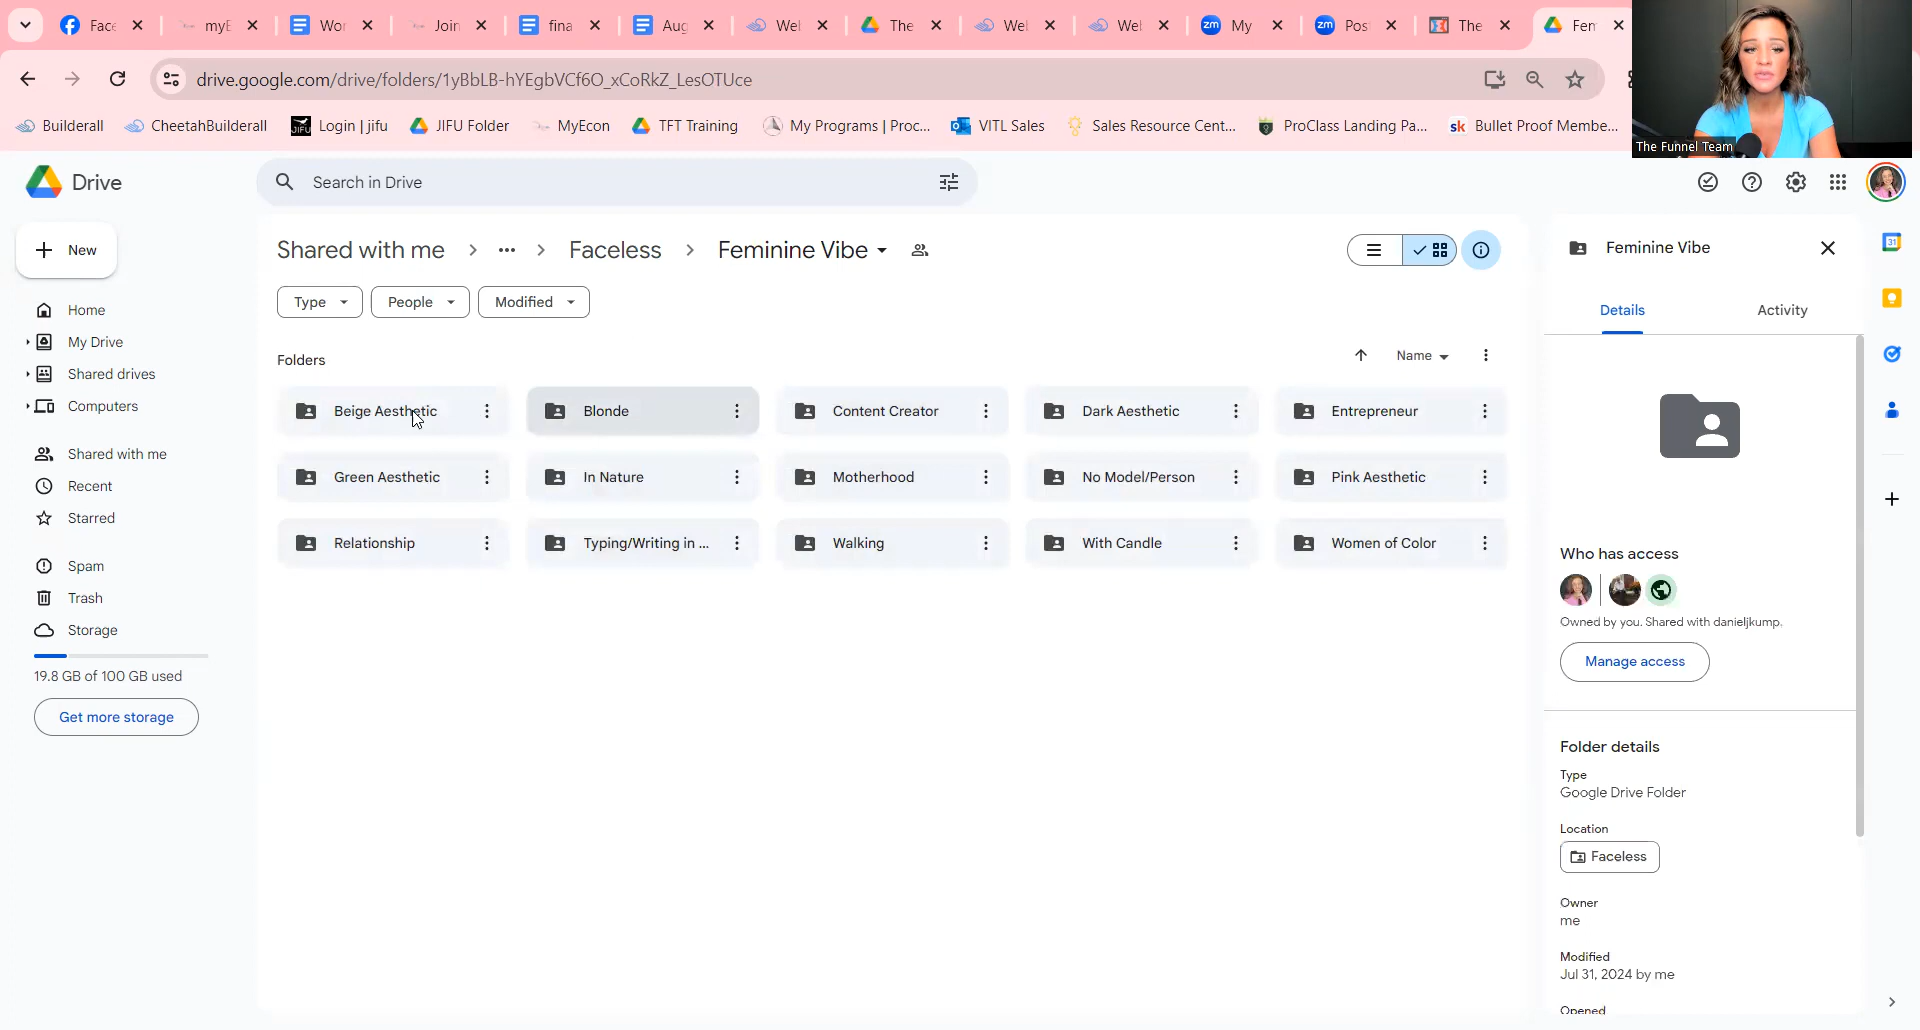 Face
myE
Wor
Join
fina
Aug
Wel
The
Wel
Wel
zm My
zm Pos
The
Fem
drive.google.com/drive/folders/1yBbLB-hYEgbVCf6O_xCoRkZ_LesOTUce
Builderall
CheetahBuilderall
JIFU
Login | jifu
JIFU Folder
MyEcon
TFT Training
My Programs | Proc...
VITL Sales
Sales Resource Cent...
ProClass Landing Pa...
sk Bullet Proof Membe...
The Funnel Team
Drive
Search in Drive
New
Home
My Drive
Shared drives
Computers
Shared with me
Recent
Starred
Spam
Trash
Storage
19.8 GB of 100 GB used
Get more storage
Shared with me > ... > Faceless > Feminine Vibe
Type
People
Modified
Folders
Name
Beige Aesthetic
Blonde
Content Creator
Dark Aesthetic
Entrepreneur
Green Aesthetic
In Nature
Motherhood
No Model/Person
Pink Aesthetic
Relationship
Typing/Writing in ...
Walking
With Candle
Women of Color
Feminine Vibe
Details
Activity
Who has access
Owned by you. Shared with danieljkump.
Manage access
Folder details
Type
Google Drive Folder
Location
Faceless
Owner
me
Modified
Jul 31, 2024 by me
Opened
31